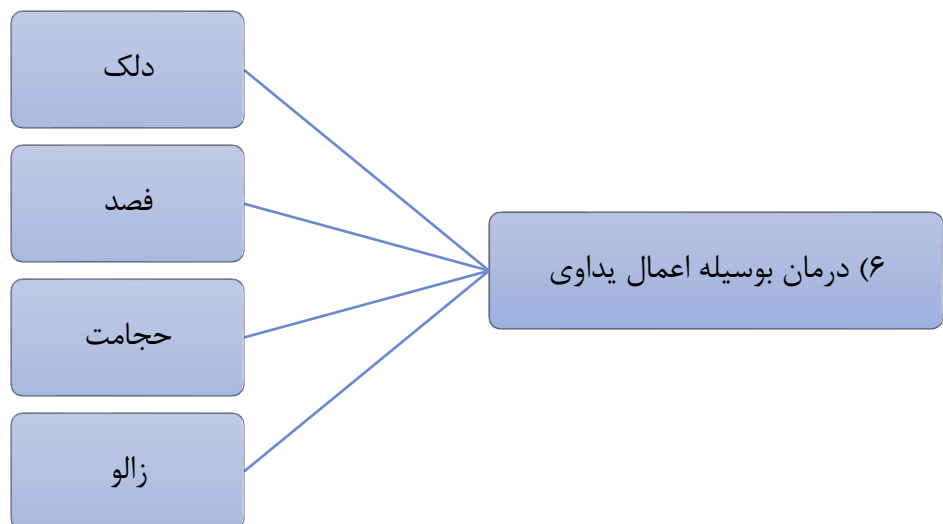 ۶) درمان بوسیله اعمال یداوی
دلک
فصد
حجامت
زالو